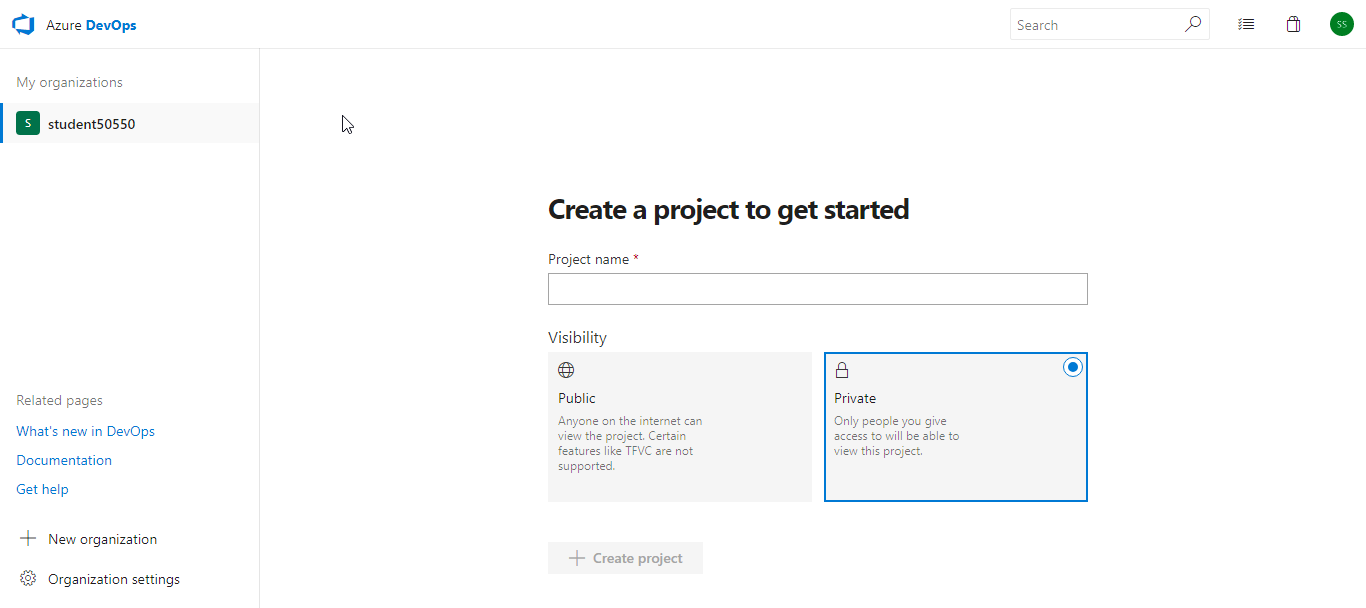 Azure DevOps
Search
SS
My organizations
S
student50550
Create a project to get started
Project name *
Visibility
Public
Anyone on the internet can
view the project. Certain
features like TFVC are not
supported.
Private
Only people you give
access to will be able to
view this project.
Create project
Related pages
What's new in DevOps
Documentation
Get help
New organization
Organization settings